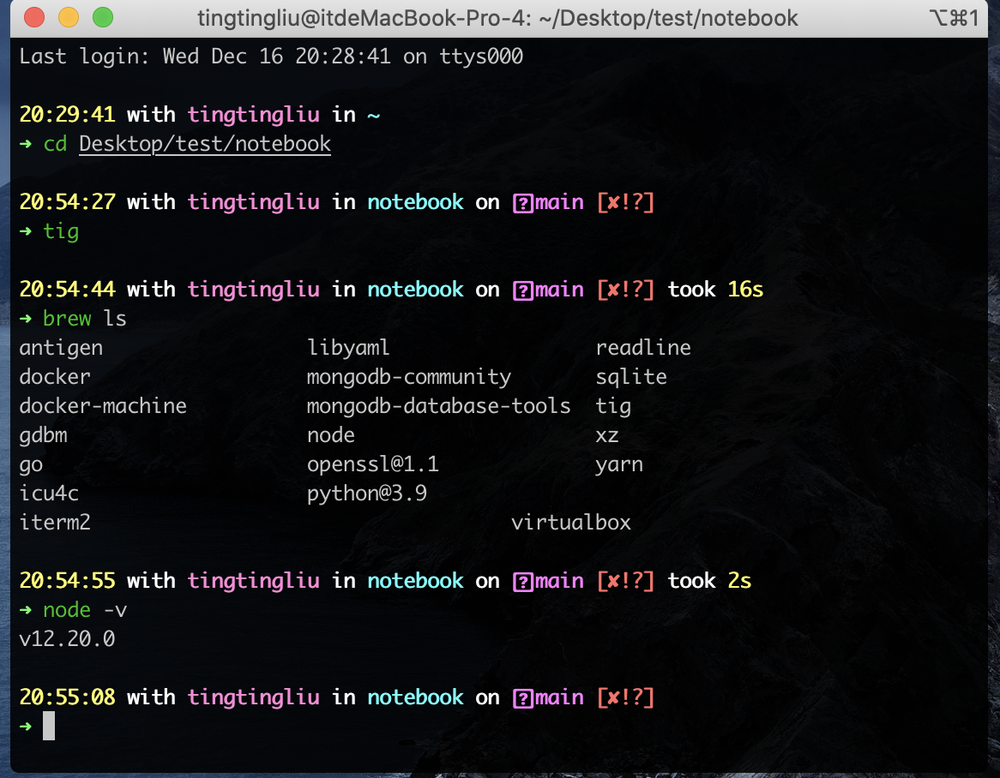 tingtingliu@itdeMacBook-Pro-4: ~/Desktop/test/notebook ⌥⌘1
Last login: Wed Dec 16 20:28:41 on ttys000
20:29:41 with tingtingliu in ~
➜ cd Desktop/test/notebook
20:54:27 with tingtingliu in notebook on ⍰main [✘!?]
➜ tig
20:54:44 with tingtingliu in notebook on ⍰main [✘!?] took 16s
➜ brew ls
antigen libyaml readline
docker mongodb-community sqlite
docker-machine mongodb-database-tools tig
gdbm node xz
go openssl@1.1 yarn
icu4c python@3.9
iterm2 virtualbox
20:54:55 with tingtingliu in notebook on ⍰main [✘!?] took 2s
➜ node -v
v12.20.0
20:55:08 with tingtingliu in notebook on ⍰main [✘!?]
➜